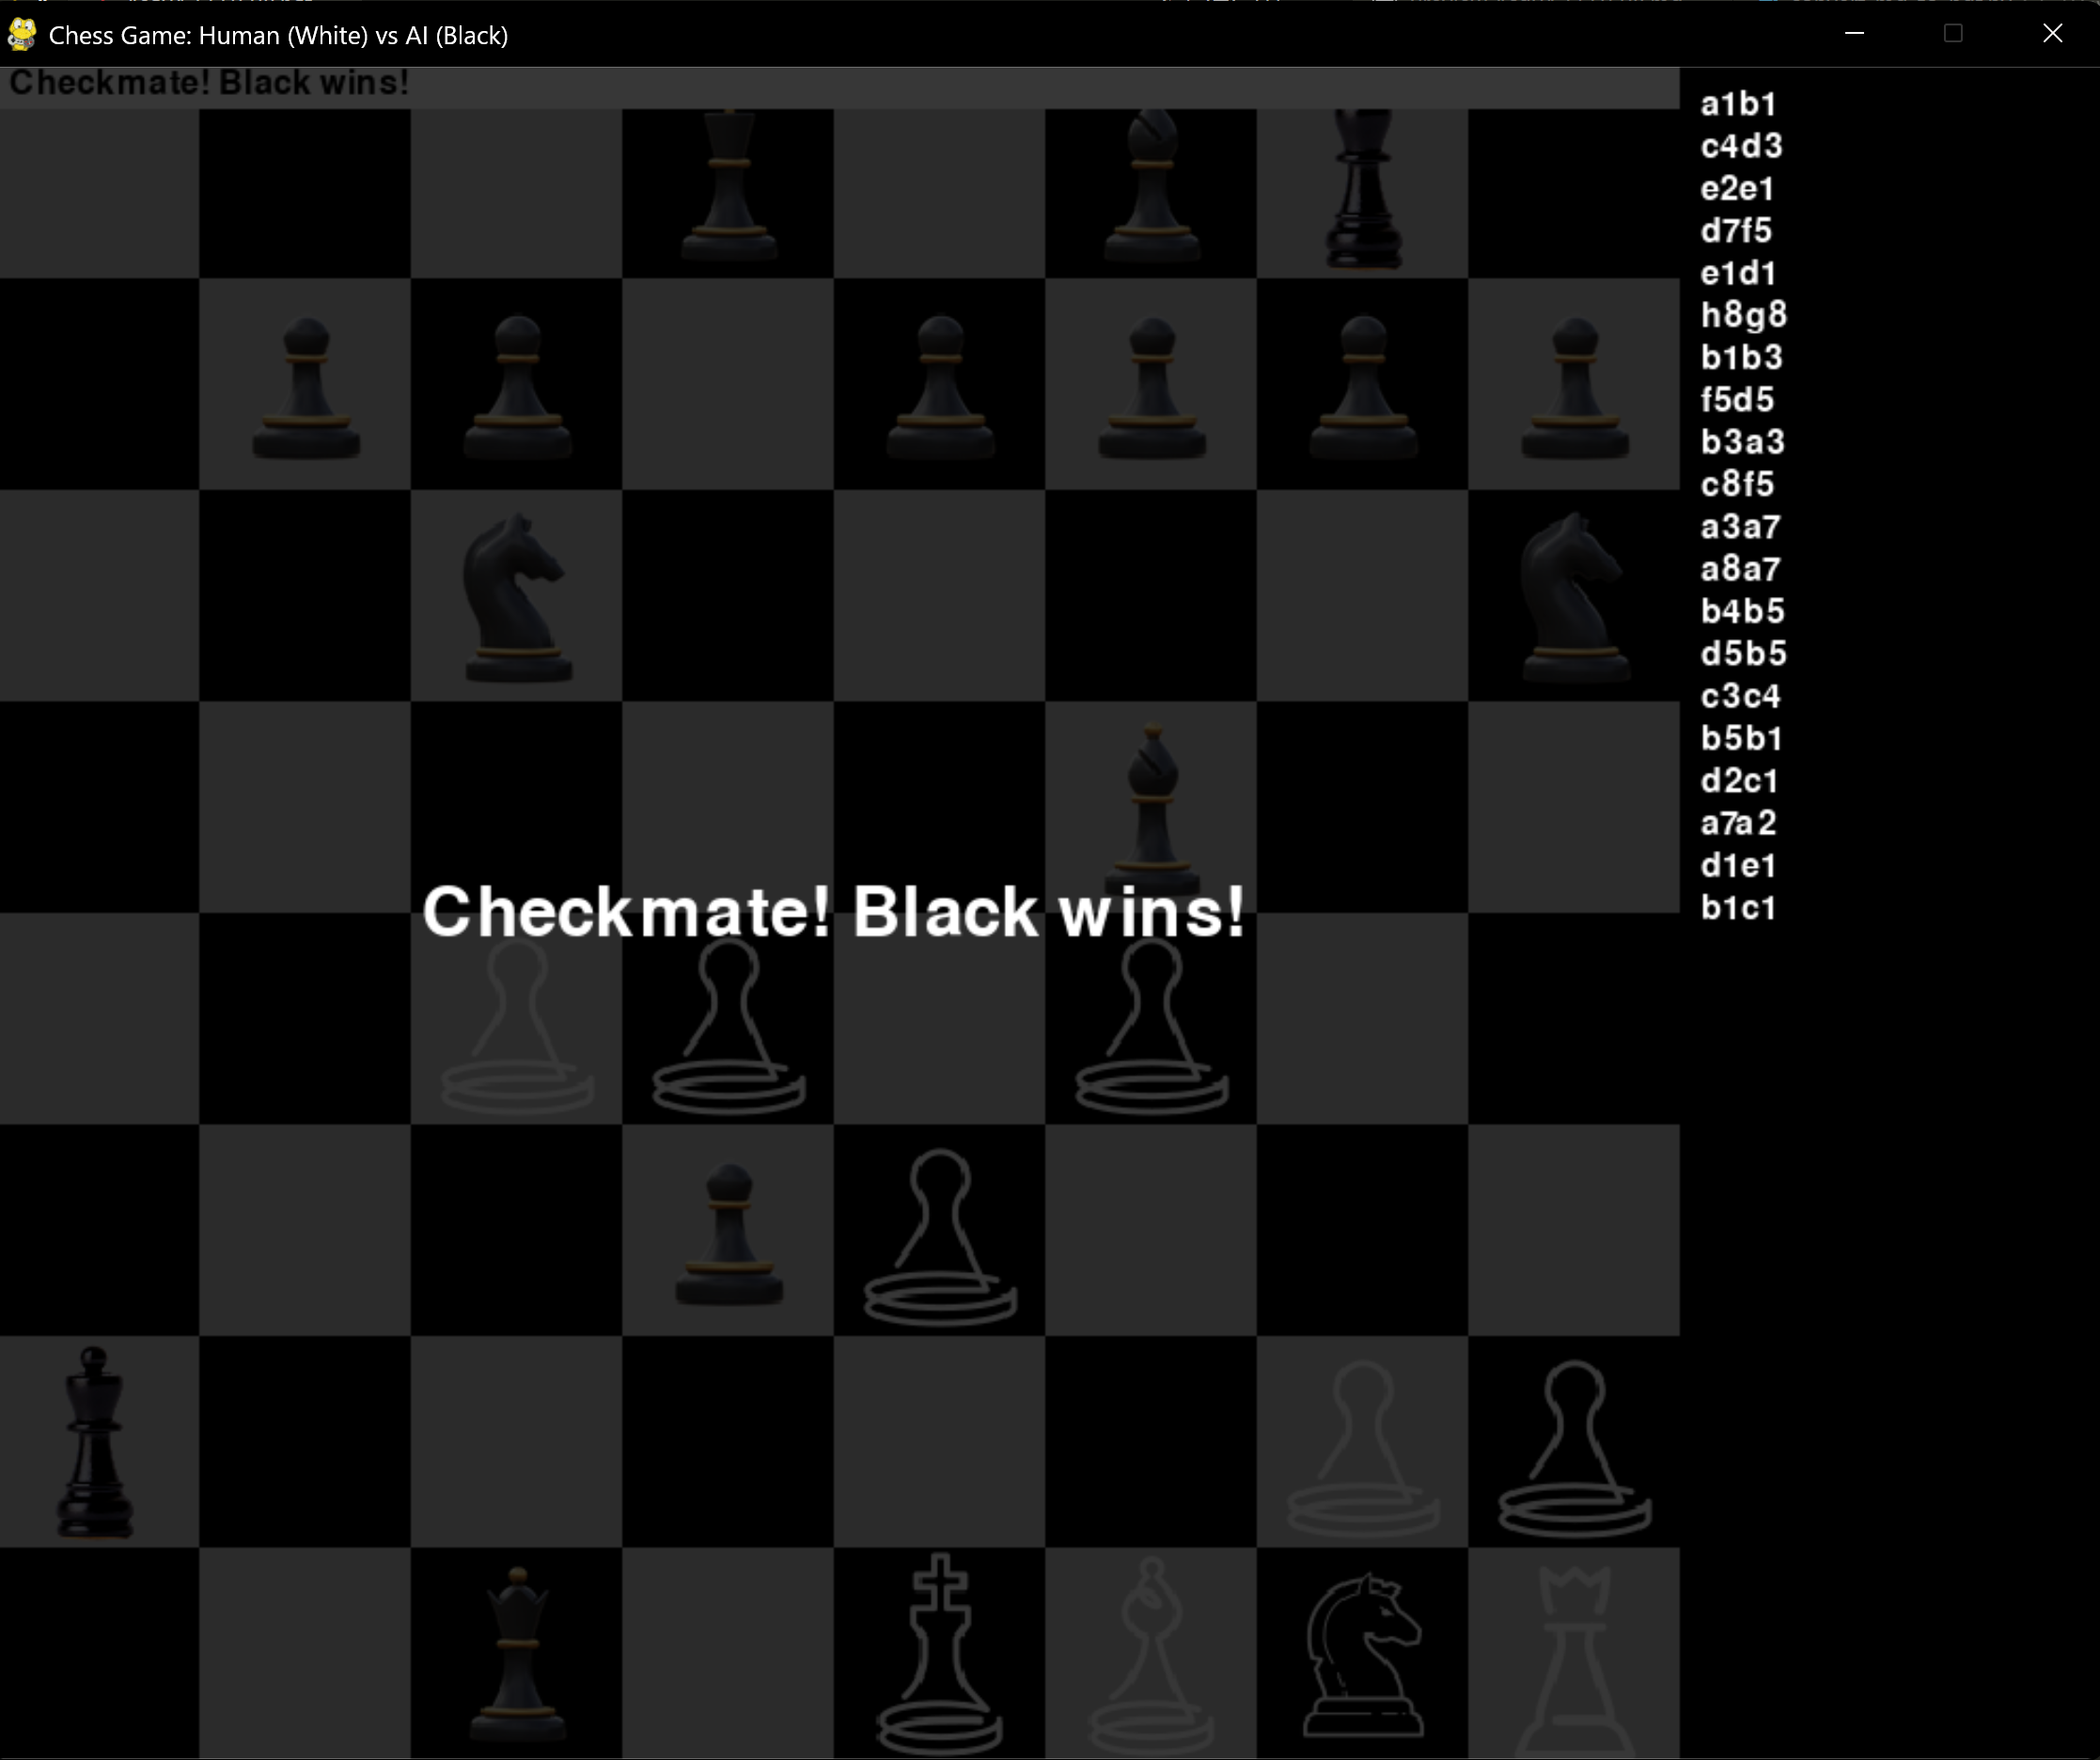 Chess Game: Human (White) vs AI (Black)
Checkmate! Black wins!
a1b1
c4d3
e2e1
d7f5
e1d1
h8g8
b1b3
f5d5
b3a3
c8f5
a3a7
a8a7
b4b5
d5b5
c3c4
b5b1
d2c1
a7a2
d1e1
b1c1
Checkmate! Black wins!